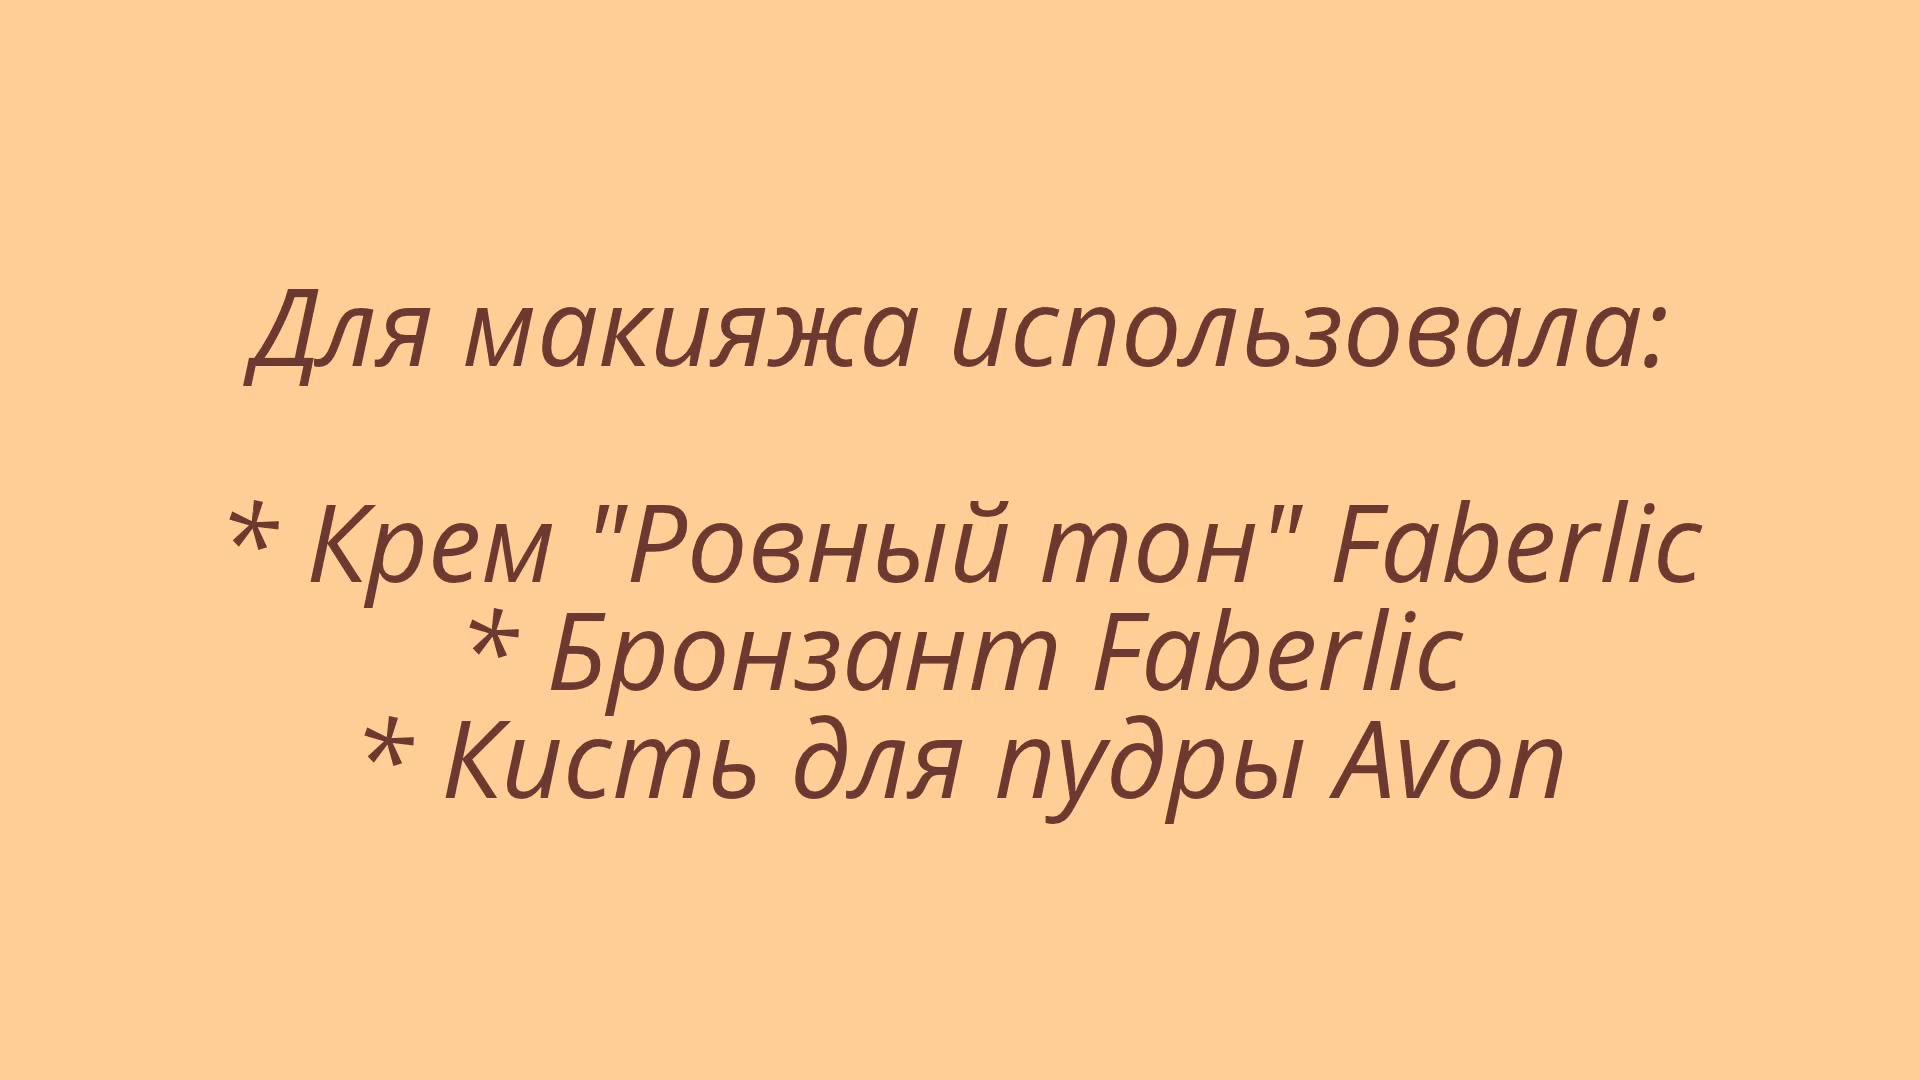 Для макияжа использовала:
* Крем "Ровный тон" Faberlic
* Бронзант Faberlic
* Кисть для пудры Avon